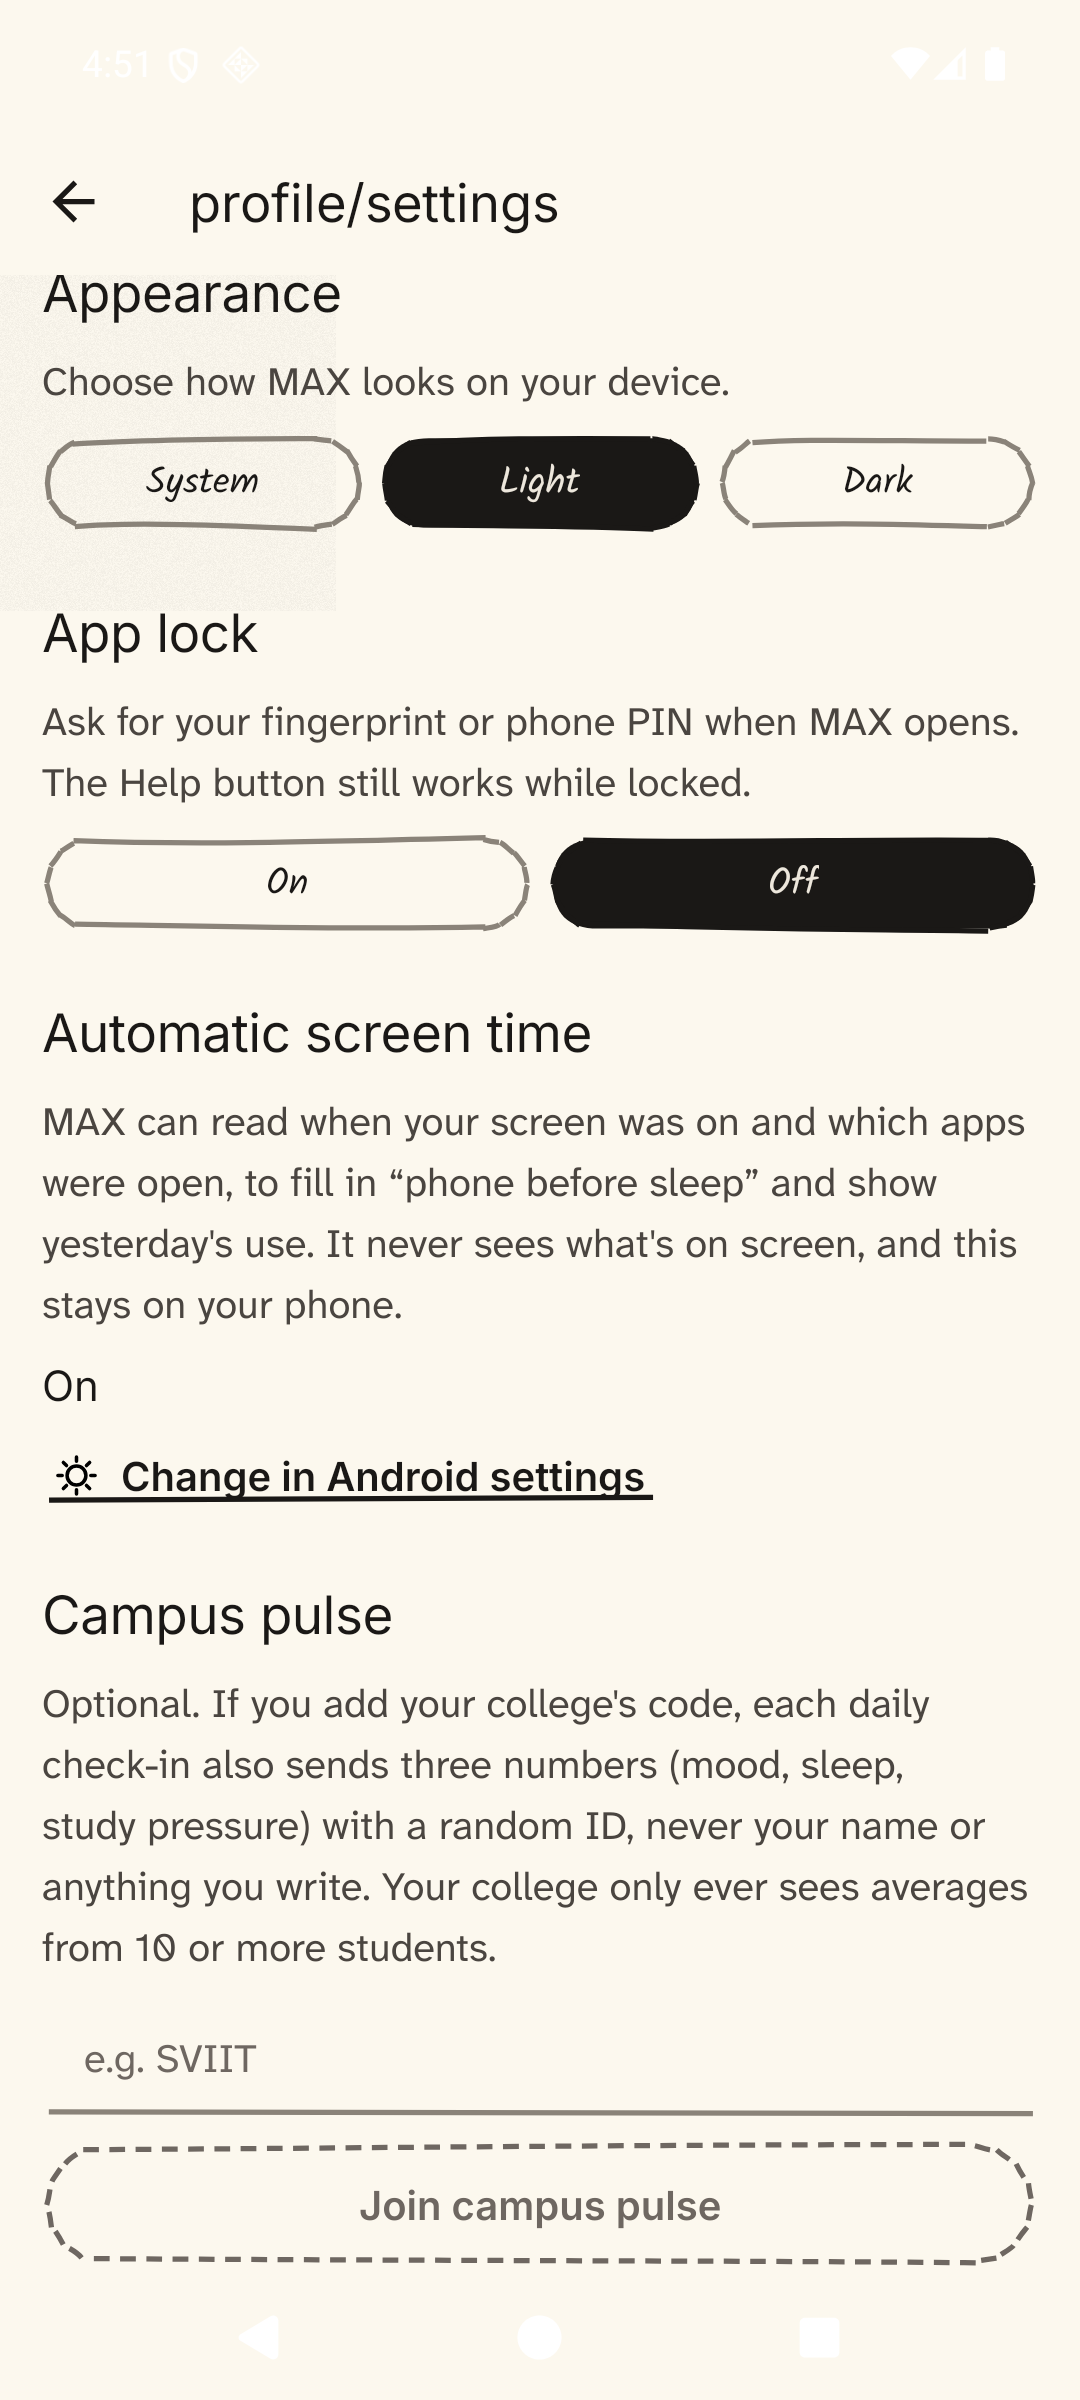 4:51
profile/settings
Appearance
Choose how MAX looks on your device.
System Light Dark
App lock
Ask for your fingerprint or phone PIN when MAX opens.
The Help button still works while locked.
On Off
Automatic screen time
MAX can read when your screen was on and which apps
were open, to fill in “phone before sleep” and show
yesterday's use. It never sees what's on screen, and this
stays on your phone.
On
Change in Android settings
Campus pulse
Optional. If you add your college's code, each daily
check-in also sends three numbers (mood, sleep,
study pressure) with a random ID, never your name or
anything you write. Your college only ever sees averages
from 10 or more students.
e.g. SVIIT
Join campus pulse